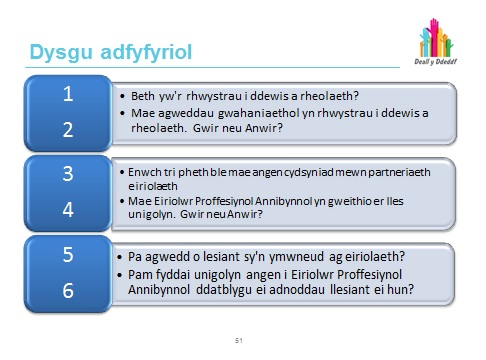 Dysgu adfyfyriol
Deall y Ddeddf
1
2
• Beth yw'r rhwystrau i ddewis a rheolaeth?
• Mae agweddau gwahaniaethol yn rhwystrau i ddewis a
rheolaeth. Gwir neu Anwir?
3
4
• Enwch tri pheth ble mae angen cydsyniad mewn partneriaeth
eiriolaeth
• Mae Eiriolwr Proffesiynol Annibynnol yn gweithio er lles
unigolyn. Gwir neu Anwir?
5
6
• Pa agwedd o lesiant sy'n ymwneud ag eiriolaeth?
• Pam fyddai unigolyn angen i Eiriolwr Proffesiynol
Annibynnol ddatblygu ei adnoddau llesiant ei hun?
51